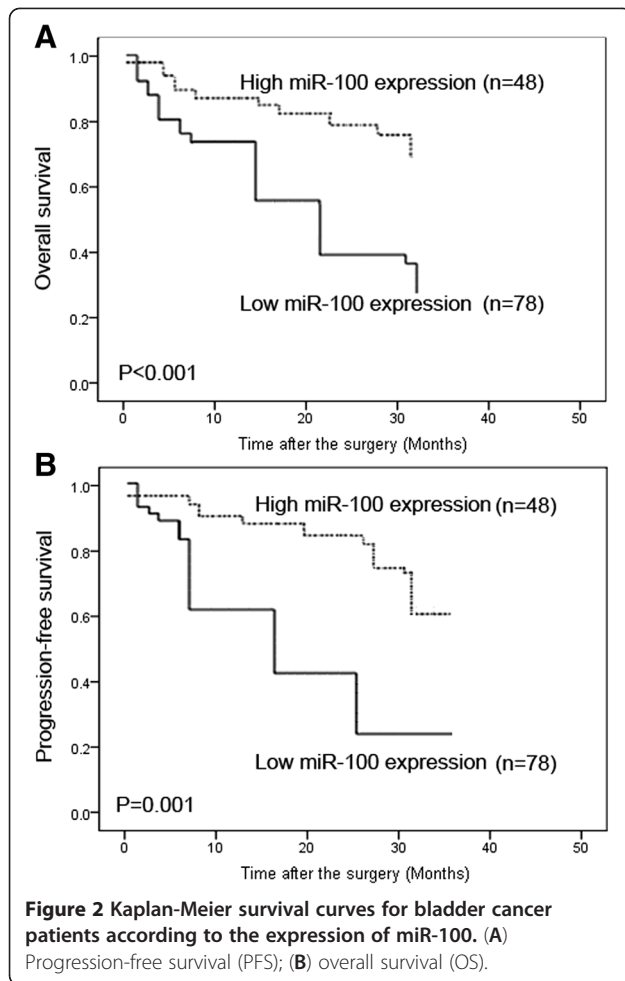 A
Overall survival
1.0
0.8
0.6
0.4
0.2
0.0
High miR-100 expression (n=48)
Low miR-100 expression (n=78)
P<0.001
0 10 20 30 40 50
Time after the surgery (Months)
B
Progression-free survival
1.0
0.8
0.6
0.4
0.2
0.0
High miR-100 expression (n=48)
Low miR-100 expression (n=78)
P=0.001
0 10 20 30 40 50
Time after the surgery (Months)
Figure 2 Kaplan-Meier survival curves for bladder cancer
patients according to the expression of miR-100. (A)
Progression-free survival (PFS); (B) overall survival (OS).